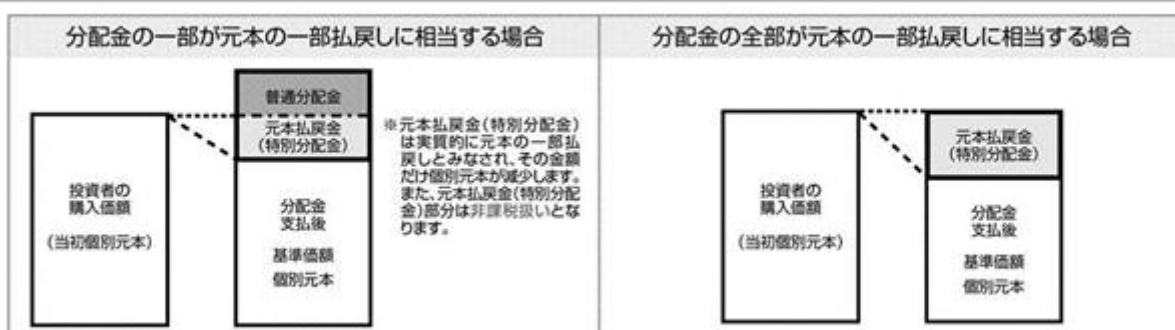 分配金の一部が元本の一部払戻しに相当する場合
普通分配金
元本払戻金
(特別分配金)
投資者の
購入価額
(当初個別元本)
分配金
支払後
基準価額
個別元本
※元本払戻金(特別分配金)
は実質的に元本の一部払
戻しとみなされ、その金額
だけ個別元本が減少します。
また、元本払戻金(特別分配
金)部分は非課税扱いとな
ります。
分配金の全部が元本の一部払戻しに相当する場合
元本払戻金
(特別分配金)
投資者の
購入価額
(当初個別元本)
分配金
支払後
基準価額
個別元本